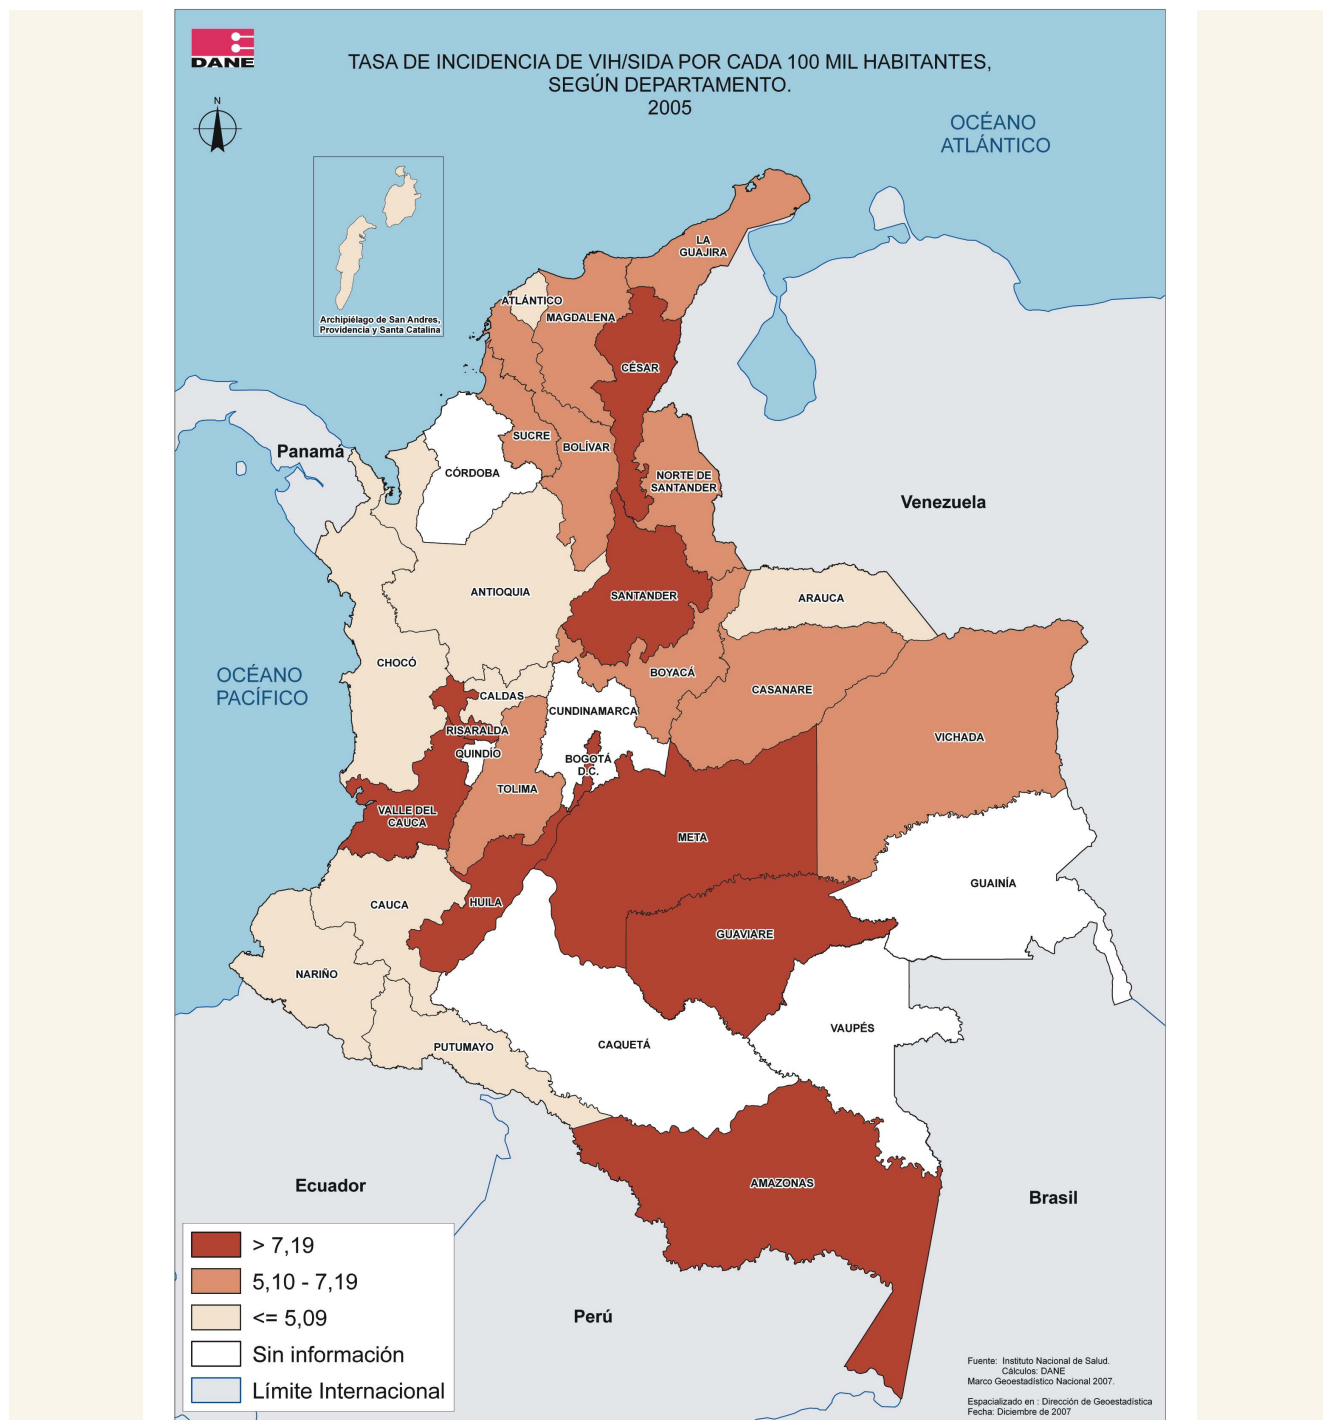 DANE
TASA DE INCIDENCIA DE VIH/SIDA POR CADA 100 MIL HABITANTES,
SEGÚN DEPARTAMENTO.
2005
N
OCÉANO
ATLÁNTICO
Archipiélago de San Andres,
Providencia y Santa Catalina
LA
GUAJIRA
ATLÁNTICO
MAGDALENA
CÉSAR
Panamá
SUCRE
BOLÍVAR
CÓRDOBA
NORTE DE
SANTANDER
Venezuela
ANTIOQUIA
SANTANDER
ARAUCA
CHOCÓ
OCÉANO
PACÍFICO
BOYACÁ
CASANARE
CALDAS
CUNDINAMARCA
RISARALDA
VICHADA
QUINDÍO
BOGOTÁ
D.C.
TOLIMA
VALLE DEL
CAUCA
META
GUAINÍA
CAUCA
HUILA
GUAVIARE
NARIÑO
VAUPÉS
PUTUMAYO
CAQUETÁ
Ecuador
AMAZONAS
Brasil
Perú
> 7,19
5,10 - 7,19
<= 5,09
Sin información
Límite Internacional
Fuente: Instituto Nacional de Salud.
Cálculos: DANE
Marco Geoestadístico Nacional 2007.
Espacializado en : Dirección de Geoestadística
Fecha: Diciembre de 2007